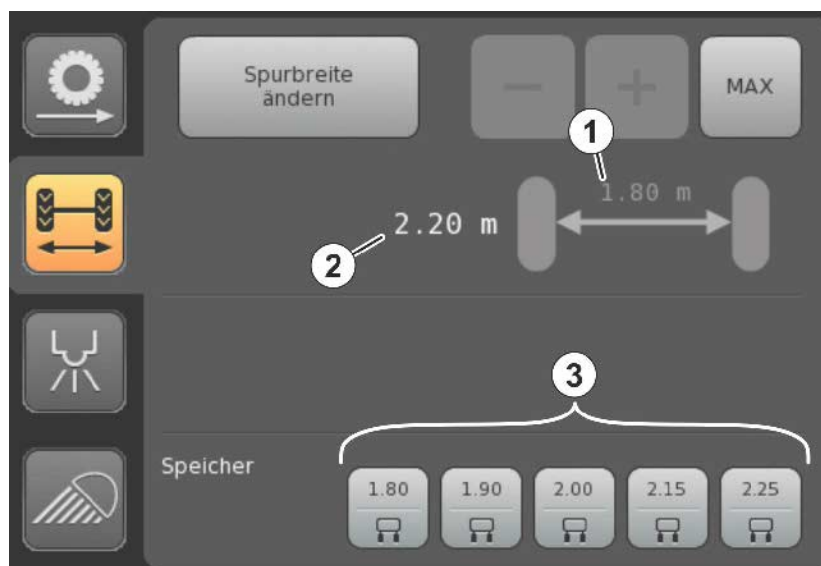 Spurbreite
ändern
−
+
MAX
1
1.80 m
2.20 m
2
3
Speicher
1.80
1.90
2.00
2.15
2.25